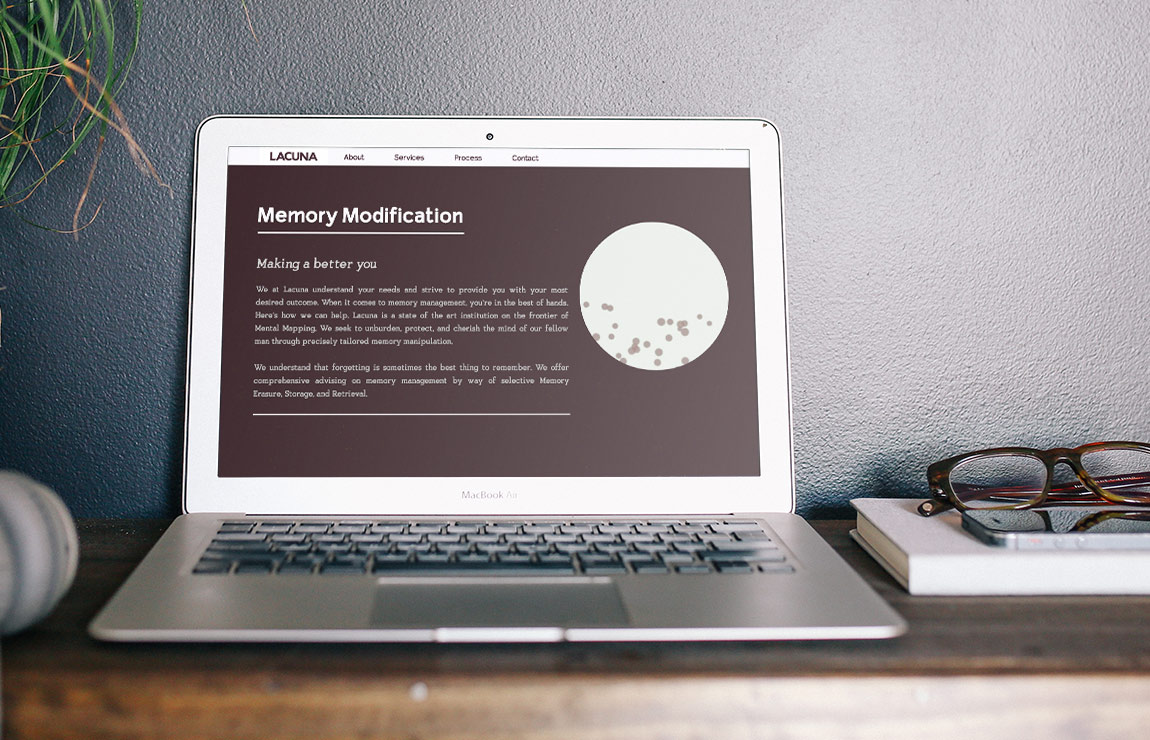 LACUNA About Services Process Contact
Memory Modification
Making a better you
We at Lacuna understand your needs and strive to provide you with your most
desired outcome. When it comes to memory management, you're in the best of hands.
Here's how we can help. Lacuna is a state of the art institution on the frontier of
Mental Mapping. We seek to unburden, protect, and cherish the mind of our fellow
man through precisely tailored memory manipulation.
We understand that forgetting is sometimes the best thing to remember. We offer
comprehensive advising on memory management by way of selective Memory
Erasure, Storage, and Retrieval.
MacBook Air